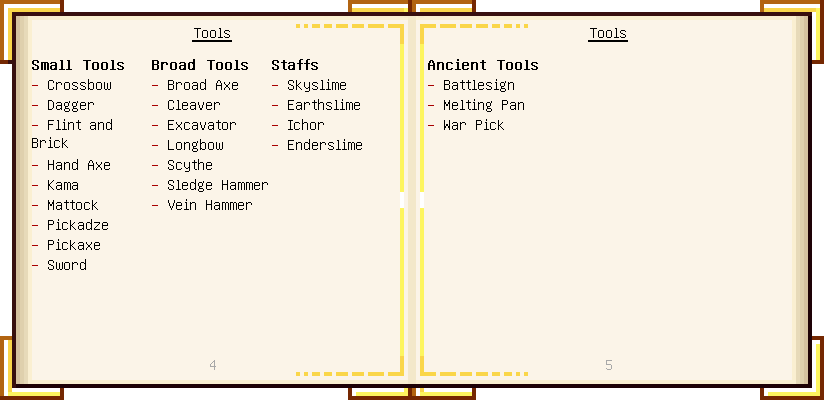 Tools
Small Tools
- Crossbow
- Dagger
- Flint and
Brick
- Hand Axe
- Kama
- Mattock
- Pickadze
- Pickaxe
- Sword
Broad Tools
- Broad Axe
- Cleaver
- Excavator
- Longbow
- Scythe
- Sledge Hammer
- Vein Hammer
Staffs
- Skyslime
- Earthslime
- Ichor
- Enderslime
4
Tools
Ancient Tools
- Battlesign
- Melting Pan
- War Pick
5